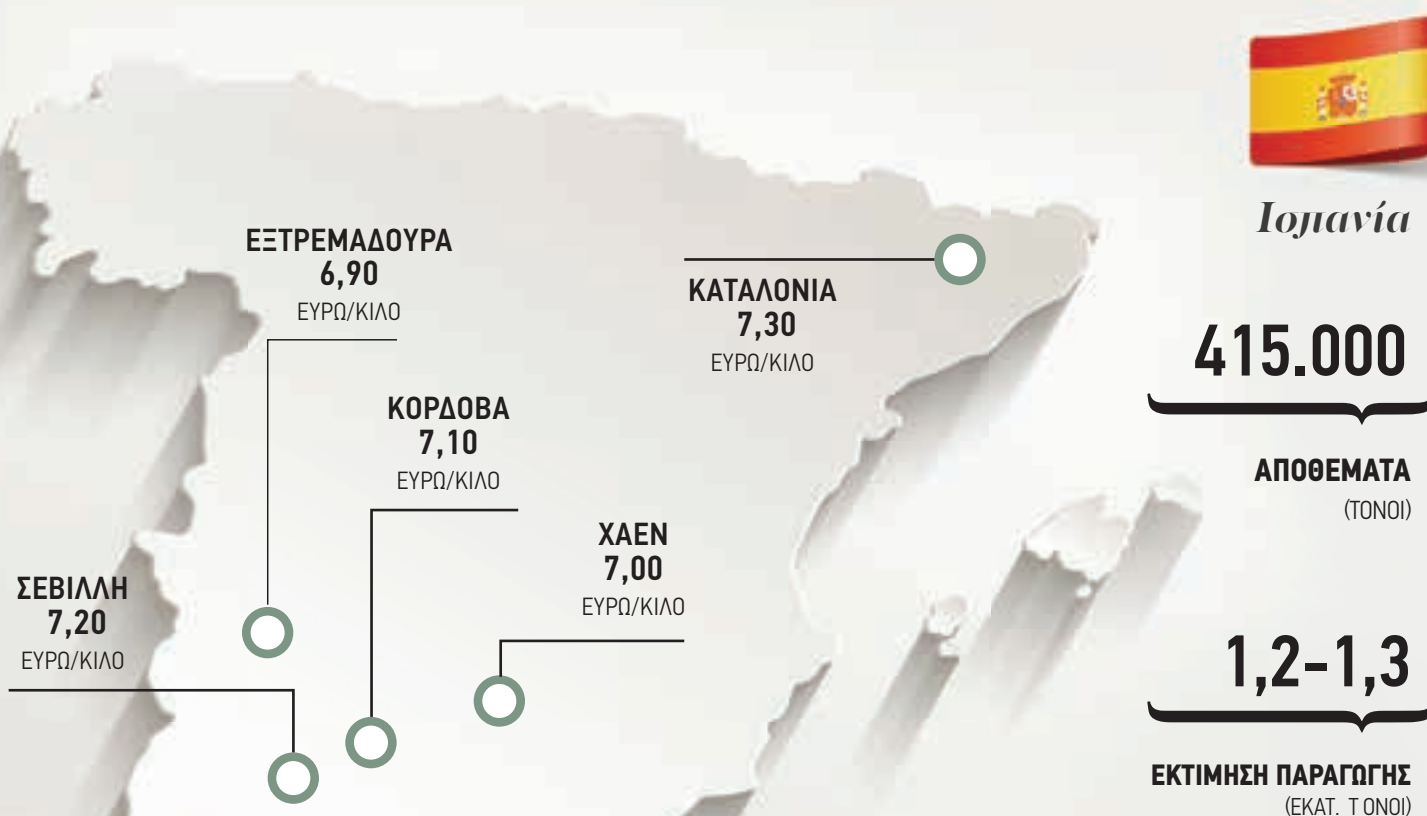 Ισπανία
ΕΞΤΡΕΜΑΔΟΥΡΑ
6,90
ΕΥΡΩ/ΚΙΛΟ
ΚΑΤΑΛΟΝΙΑ
7,30
ΕΥΡΩ/ΚΙΛΟ
ΚΟΡΔΟΒΑ
7,10
ΕΥΡΩ/ΚΙΛΟ
ΧΑΕΝ
7,00
ΕΥΡΩ/ΚΙΛΟ
ΣΕΒΙΛΛΗ
7,20
ΕΥΡΩ/ΚΙΛΟ
415.000
ΑΠΟΘΕΜΑΤΑ
(ΤΟΝΟΙ)
1,2-1,3
ΕΚΤΙΜΗΣΗ ΠΑΡΑΓΩΓΗΣ
(ΕΚΑΤ. Τ ΟΝΟΙ)